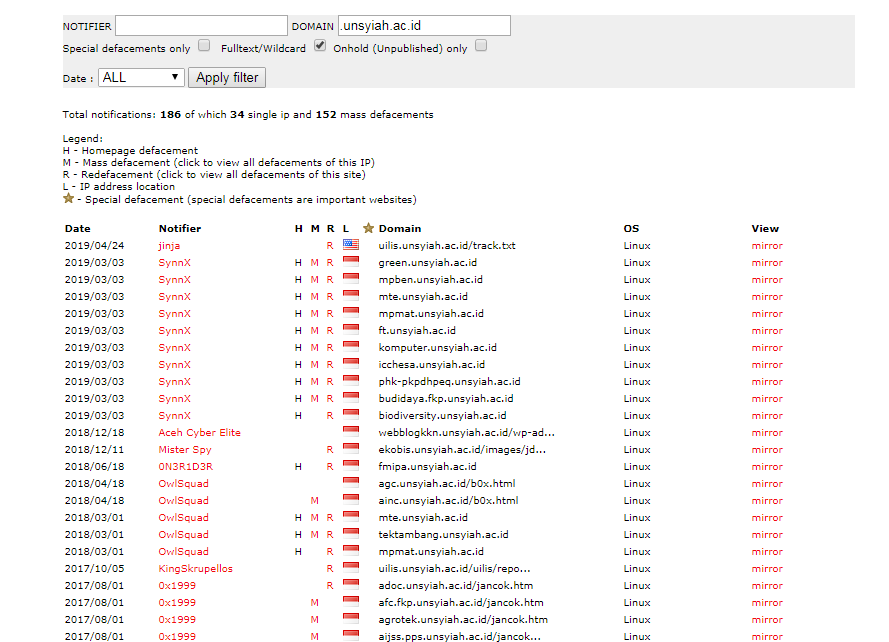 NOTIFIER DOMAIN .unsyiah.ac.id
Special defacements only Fulltext/Wildcard Onhold (Unpublished) only
Date : ALL Apply filter
Total notifications: 186 of which 34 single ip and 152 mass defacements
Legend:
H - Homepage defacement
M - Mass defacement (click to view all defacements of this IP)
R - Redefacement (click to view all defacements of this site)
L - IP address location
- Special defacement (special defacements are important websites)
Date Notifier H M R L Domain OS View
2019/04/24 jinja R uilis.unsyiah.ac.id/track.txt Linux mirror
2019/03/03 SynnX H M R green.unsyiah.ac.id Linux mirror
2019/03/03 SynnX H M R mpben.unsyiah.ac.id Linux mirror
2019/03/03 SynnX H M R mte.unsyiah.ac.id Linux mirror
2019/03/03 SynnX H M R mpmat.unsyiah.ac.id Linux mirror
2019/03/03 SynnX H M R ft.unsyiah.ac.id Linux mirror
2019/03/03 SynnX H M R komputer.unsyiah.ac.id Linux mirror
2019/03/03 SynnX H M R icchesa.unsyiah.ac.id Linux mirror
2019/03/03 SynnX H M R phk-pkpdhpeq.unsyiah.ac.id Linux mirror
2019/03/03 SynnX H M R budidaya.fkp.unsyiah.ac.id Linux mirror
2019/03/03 SynnX H R biodiversity.unsyiah.ac.id Linux mirror
2018/12/18 Aceh Cyber Elite webblogkkn.unsyiah.ac.id/wp-ad... Linux mirror
2018/12/11 Mister Spy R ekobis.unsyiah.ac.id/images/jd... Linux mirror
2018/06/18 0N3R1D3R H R fmipa.unsyiah.ac.id Linux mirror
2018/04/18 OwlSquad agc.unsyiah.ac.id/b0x.html Linux mirror
2018/04/18 OwlSquad M ainc.unsyiah.ac.id/b0x.html Linux mirror
2018/03/01 OwlSquad H M R mte.unsyiah.ac.id Linux mirror
2018/03/01 OwlSquad H M R tektambang.unsyiah.ac.id Linux mirror
2018/03/01 OwlSquad H R mpmat.unsyiah.ac.id Linux mirror
2017/10/05 KingSkrupellos R uilis.unsyiah.ac.id/uilis/repo... Linux mirror
2017/08/01 0x1999 R adoc.unsyiah.ac.id/jancok.htm Linux mirror
2017/08/01 0x1999 M afc.fkp.unsyiah.ac.id/jancok.htm Linux mirror
2017/08/01 0x1999 M agrotek.unsyiah.ac.id/jancok.htm Linux mirror
2017/08/01 0x1999 M aijss.pps.unsyiah.ac.id/jancok... Linux mirror